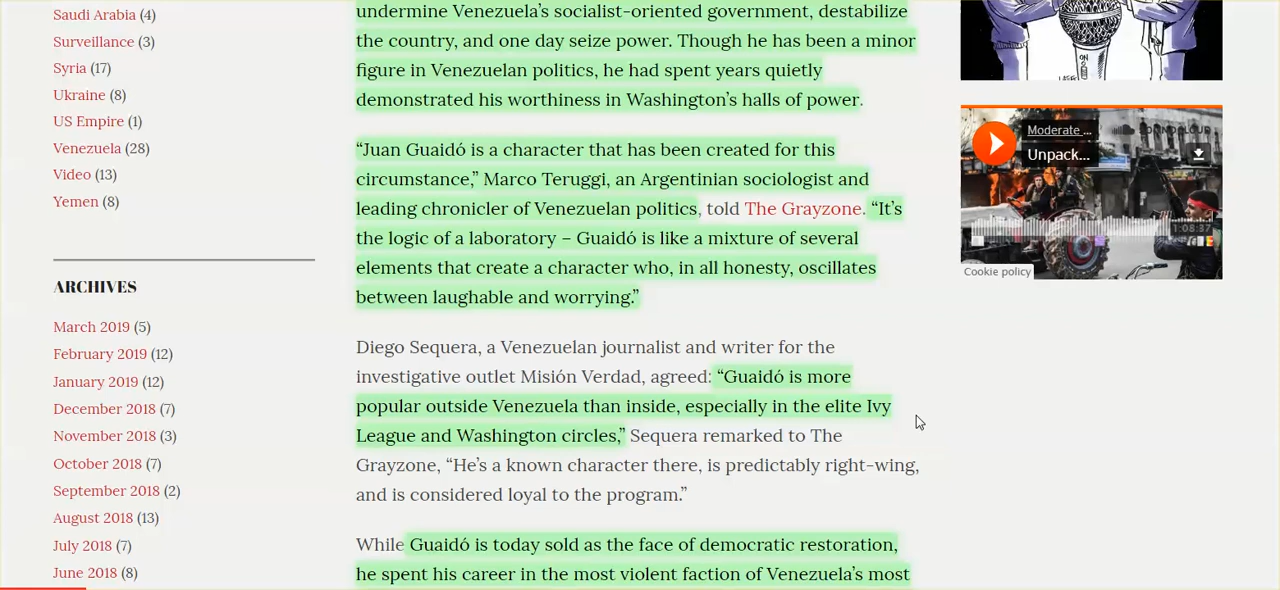 Saudi Arabia (4)
Surveillance (3)
Syria (17)
Ukraine (8)
US Empire (1)
Venezuela (28)
Video (13)
Yemen (8)
ARCHIVES
March 2019 (5)
February 2019 (12)
January 2019 (12)
December 2018 (7)
November 2018 (3)
October 2018 (7)
September 2018 (2)
August 2018 (13)
July 2018 (7)
June 2018 (8)
undermine Venezuela’s socialist-oriented government, destabilize
the country, and one day seize power. Though he has been a minor
figure in Venezuelan politics, he had spent years quietly
demonstrated his worthiness in Washington’s halls of power.
“Juan Guaidó is a character that has been created for this
circumstance,” Marco Teruggi, an Argentinian sociologist and
leading chronicler of Venezuelan politics, told The Grayzone. “It’s
the logic of a laboratory – Guaidó is like a mixture of several
elements that create a character who, in all honesty, oscillates
between laughable and worrying.”
Diego Sequera, a Venezuelan journalist and writer for the
investigative outlet Misión Verdad, agreed: “Guaidó is more
popular outside Venezuela than inside, especially in the elite Ivy
League and Washington circles,” Sequera remarked to The
Grayzone, “He’s a known character there, is predictably right-wing,
and is considered loyal to the program.”
While Guaidó is today sold as the face of democratic restoration,
he spent his career in the most violent faction of Venezuela’s most
ON
Moderate ...
SOUNDCLOUD
Unpack...
1:08:37
Cookie policy